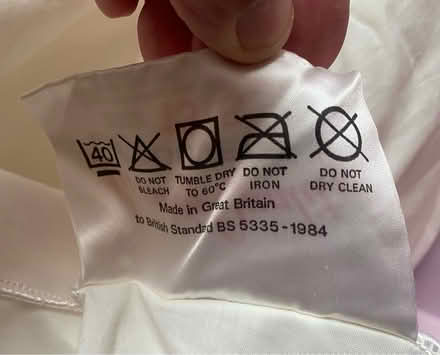 40
DO NOT BLEACH
TUMBLE DRY TO 60°C
DO NOT IRON
DO NOT DRY CLEAN
Made in Great Britain
to British Standard BS 5335-1984